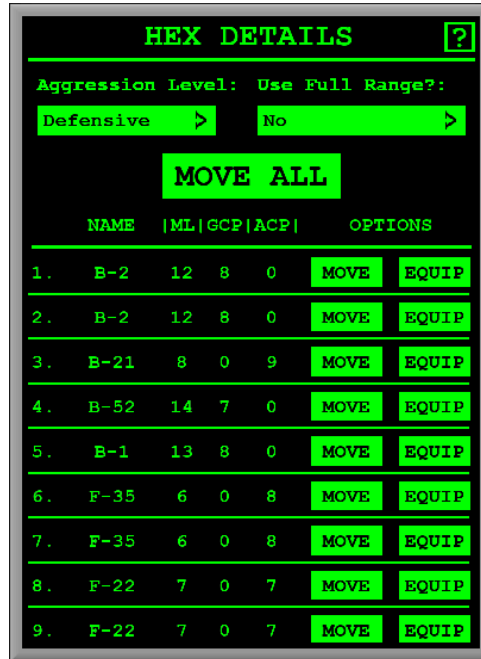 HEX DETAILS ?
Aggression Level: Use Full Range?:
Defensive > No >
MOVE ALL
NAME |ML|GCP|ACP| OPTIONS
1. B-2 12 8 0 MOVE EQUIP
2. B-2 12 8 0 MOVE EQUIP
3. B-21 8 0 9 MOVE EQUIP
4. B-52 14 7 0 MOVE EQUIP
5. B-1 13 8 0 MOVE EQUIP
6. F-35 6 0 8 MOVE EQUIP
7. F-35 6 0 8 MOVE EQUIP
8. F-22 7 0 7 MOVE EQUIP
9. F-22 7 0 7 MOVE EQUIP